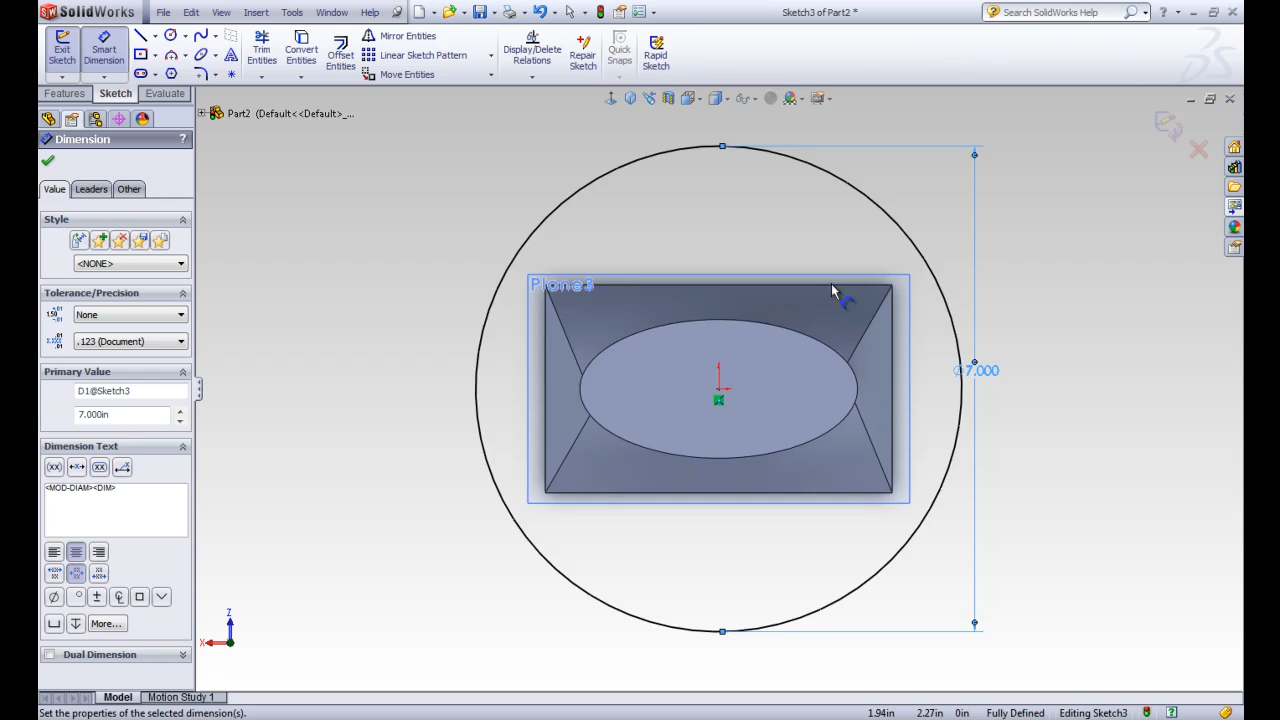 SolidWorks File Edit View Insert Tools Window Help Sketch3 of Part2 * Search SolidWorks Help
Exit Sketch Smart Dimension Trim Entities Convert Entities Offset Entities Mirror Entities Display/Delete Relations Repair Sketch Quick Snaps Rapid Sketch
Linear Sketch Pattern
Move Entities
Features Sketch Evaluate
Part2 (Default<<Default>_...
Dimension ?
Value Leaders Other
Style
<NONE>
Tolerance/Precision
None
.123 (Document)
Primary Value
D1@Sketch3
7.000in
Dimension Text
<MOD-DIAM><DIM>
More...
Dual Dimension
Plane3
∅7.000
Z
X
Model Motion Study 1
Set the properties of the selected dimension(s). 1.94in 2.27in 0in Fully Defined Editing Sketch3